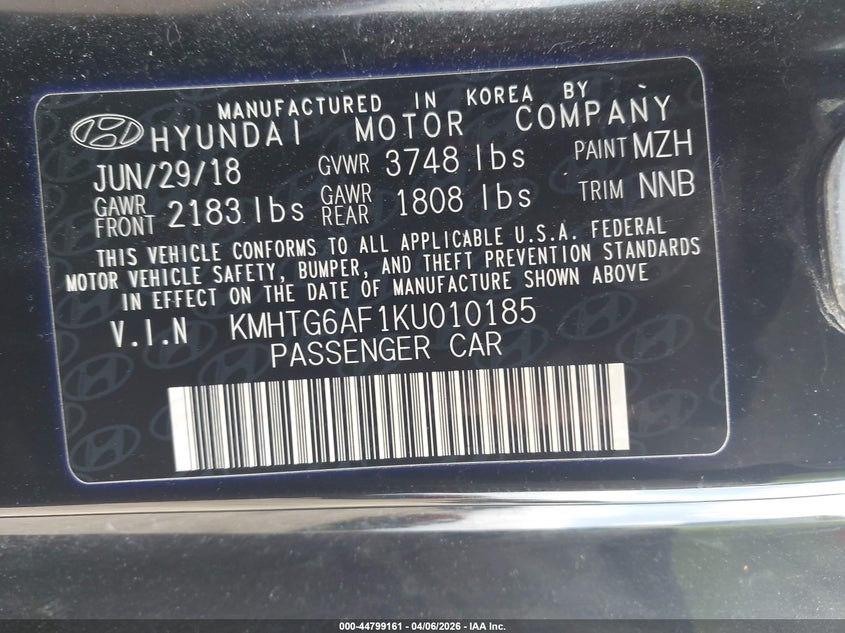 MANUFACTURED IN KOREA BY
HYUNDAI MOTOR COMPANY
JUN/29/18 GVWR 3748 lbs PAINT MZH
GAWR FRONT 2183 lbs GAWR REAR 1808 lbs TRIM NNB
THIS VEHICLE CONFORMS TO ALL APPLICABLE U.S.A. FEDERAL
MOTOR VEHICLE SAFETY, BUMPER, AND THEFT PREVENTION STANDARDS
IN EFFECT ON THE DATE OF MANUFACTURE SHOWN ABOVE
V.I.N KMHTG6AF1KU010185
PASSENGER CAR
000-44799161 | 04/06/2026 | IAA Inc.